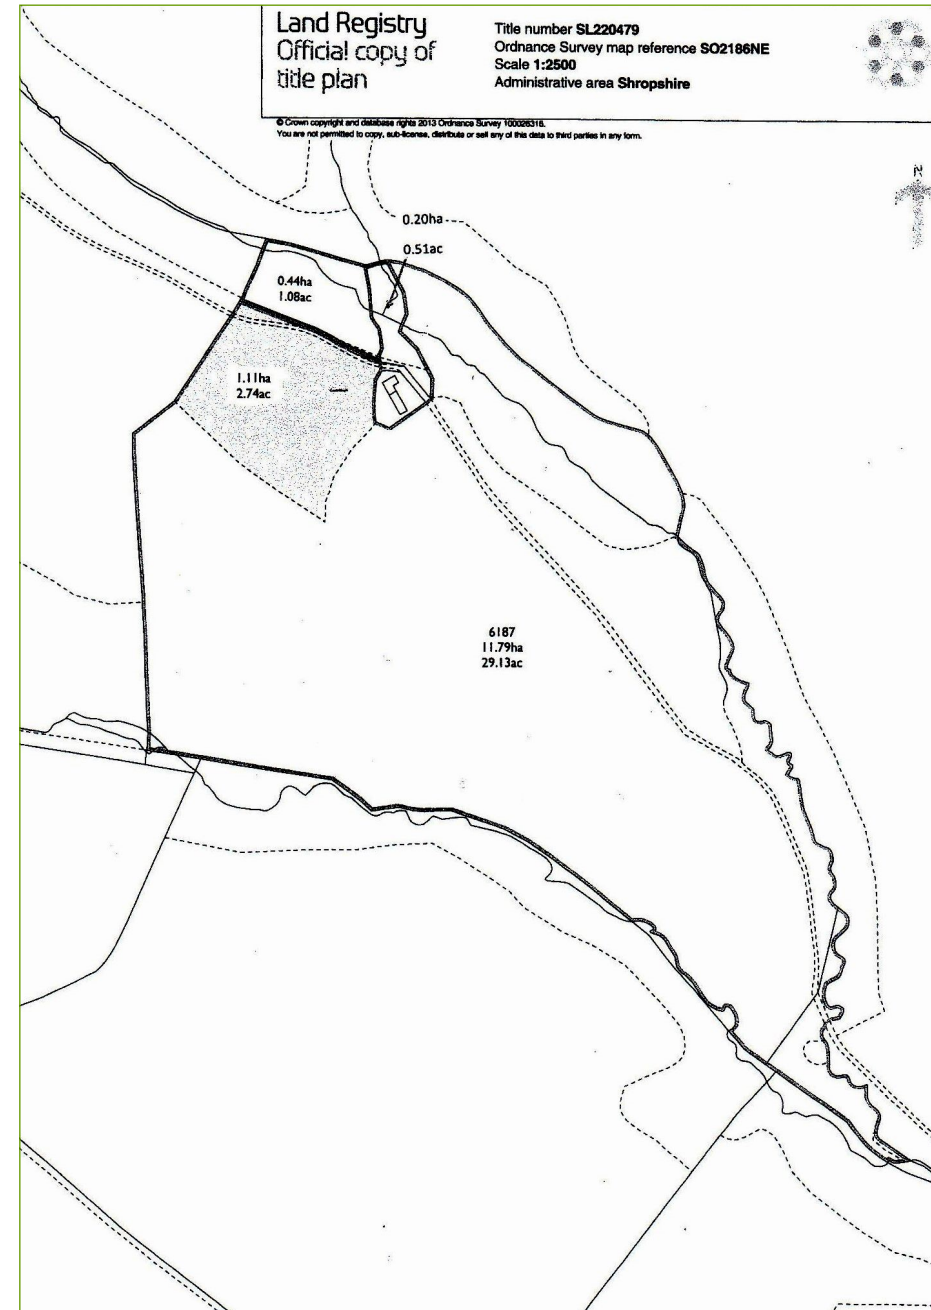 Land Registry
Official copy of
title plan
Title number SL220479
Ordnance Survey map reference SO2186NE
Scale 1:2500
Administrative area Shropshire
© Crown copyright and database rights 2013 Ordnance Survey 100026316.
You are not permitted to copy, sub-license, distribute or sell any of this data to third parties in any form.
0.20ha
0.51ac
0.44ha
1.08ac
1.11ha
2.74ac
6187
11.79ha
29.13ac